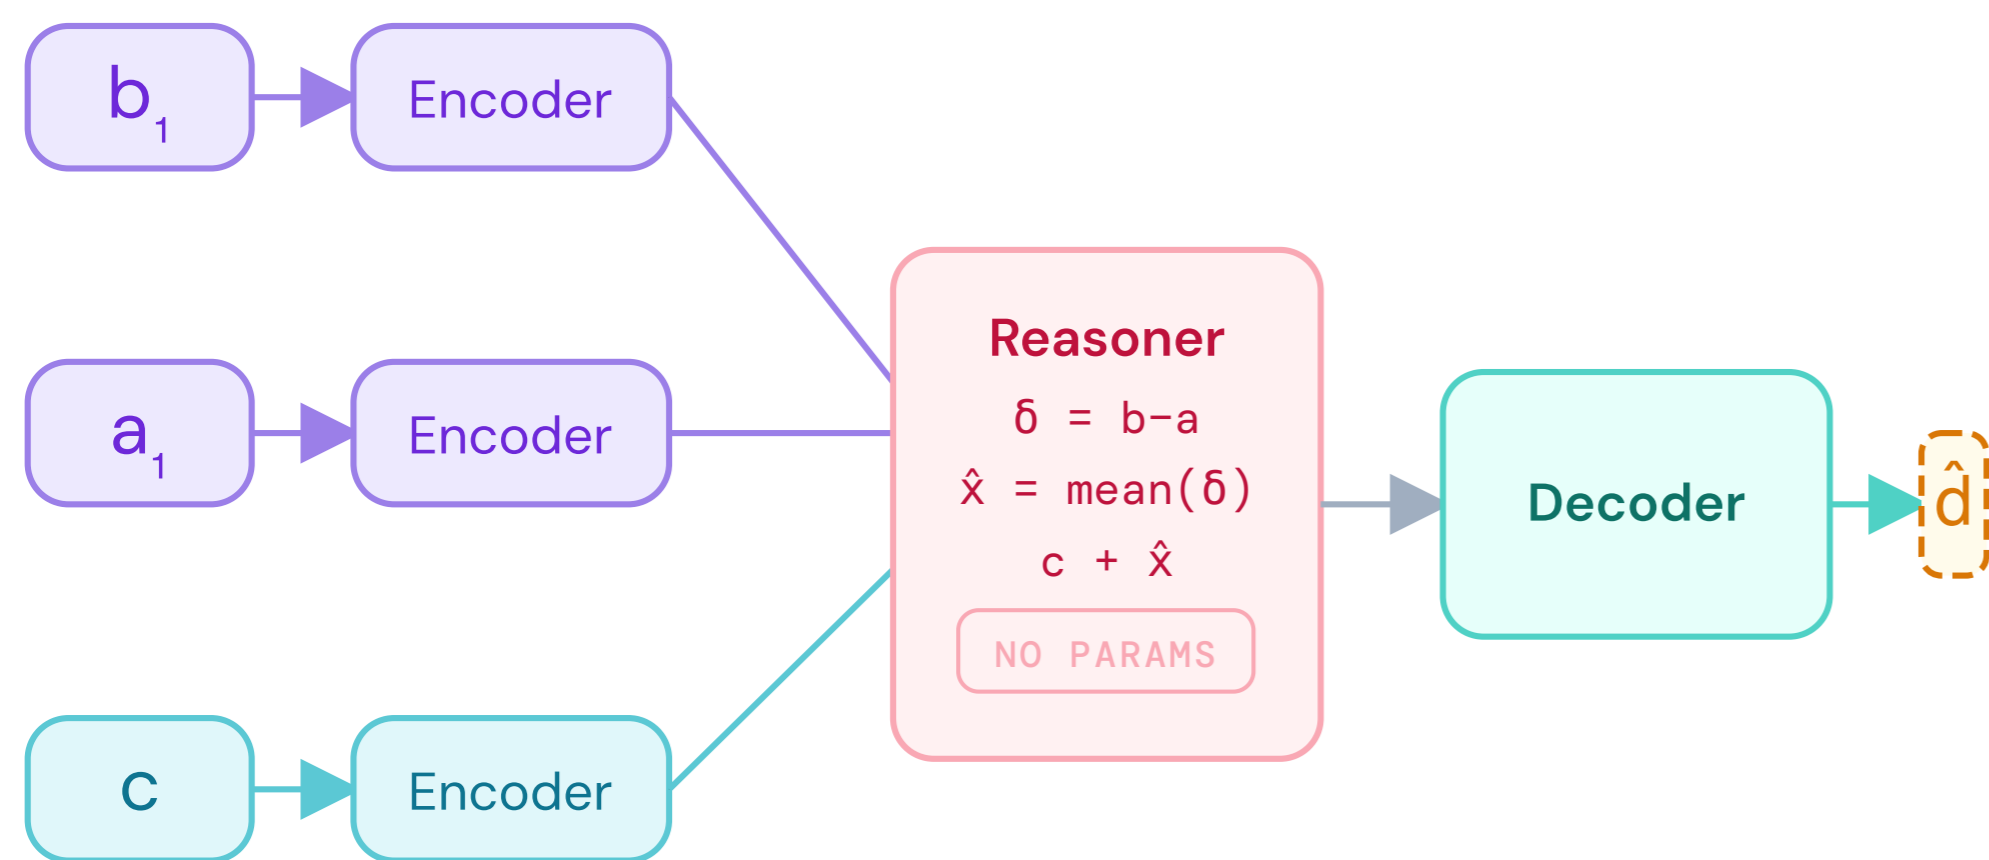 b₁
Encoder
a₁
Encoder
c
Encoder
Reasoner
δ = b−a
x̂ = mean(δ)
c + x̂
NO PARAMS
Decoder
d̂